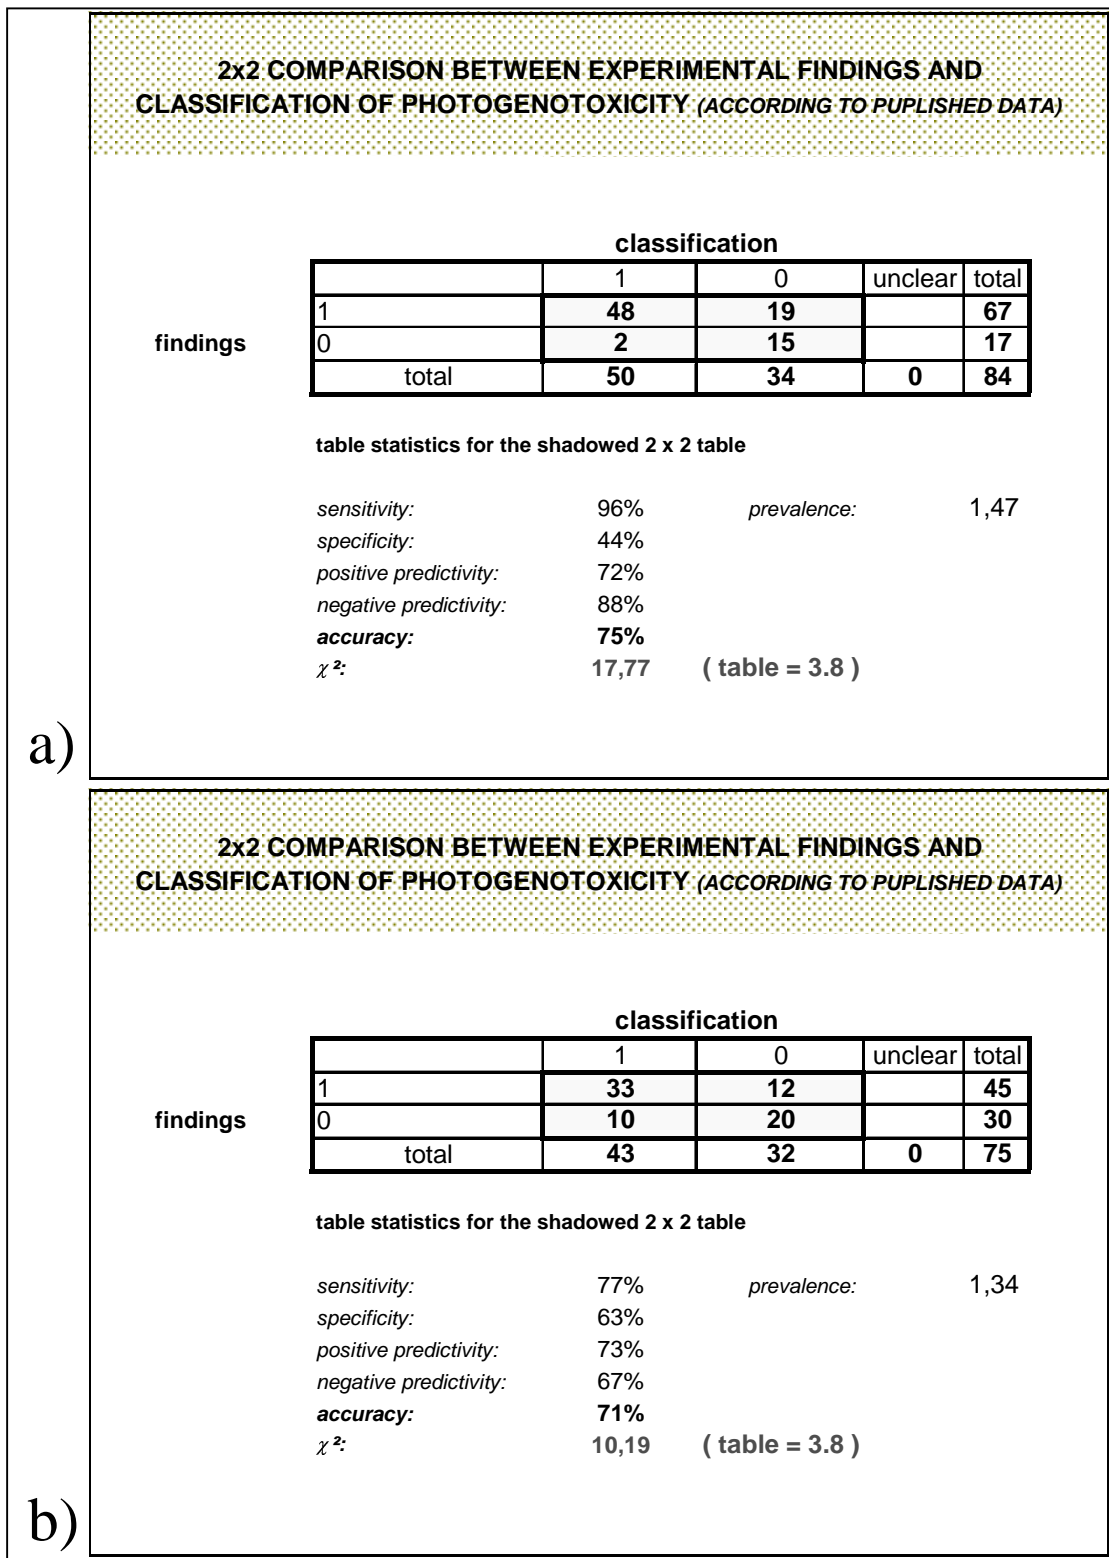 2x2 COMPARISON BETWEEN EXPERIMENTAL FINDINGS AND
CLASSIFICATION OF PHOTOGENOTOXICITY (ACCORDING TO PUPLISHED DATA)
classification
1 0 unclear total
1 48 19 67
findings 0 2 15 17
total 50 34 0 84
table statistics for the shadowed 2 x 2 table
sensitivity: 96% prevalence: 1,47
specificity: 44%
positive predictivity: 72%
negative predictivity: 88%
accuracy: 75%
χ ²: 17,77 ( table = 3.8 )
a)
2x2 COMPARISON BETWEEN EXPERIMENTAL FINDINGS AND
CLASSIFICATION OF PHOTOGENOTOXICITY (ACCORDING TO PUPLISHED DATA)
classification
1 0 unclear total
1 33 12 45
findings 0 10 20 30
total 43 32 0 75
table statistics for the shadowed 2 x 2 table
sensitivity: 77% prevalence: 1,34
specificity: 63%
positive predictivity: 73%
negative predictivity: 67%
accuracy: 71%
χ ²: 10,19 ( table = 3.8 )
b)